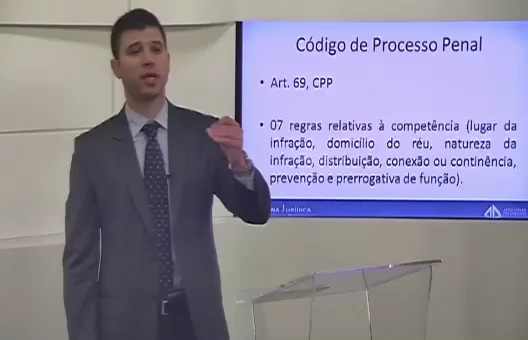 Código de Processo Penal
• Art. 69, CPP
• 07 regras relativas à competência (lugar da
infração, domicílio do réu, natureza da
infração, distribuição, conexão ou continência,
prevenção e prerrogativa de função).
JURÍDICA